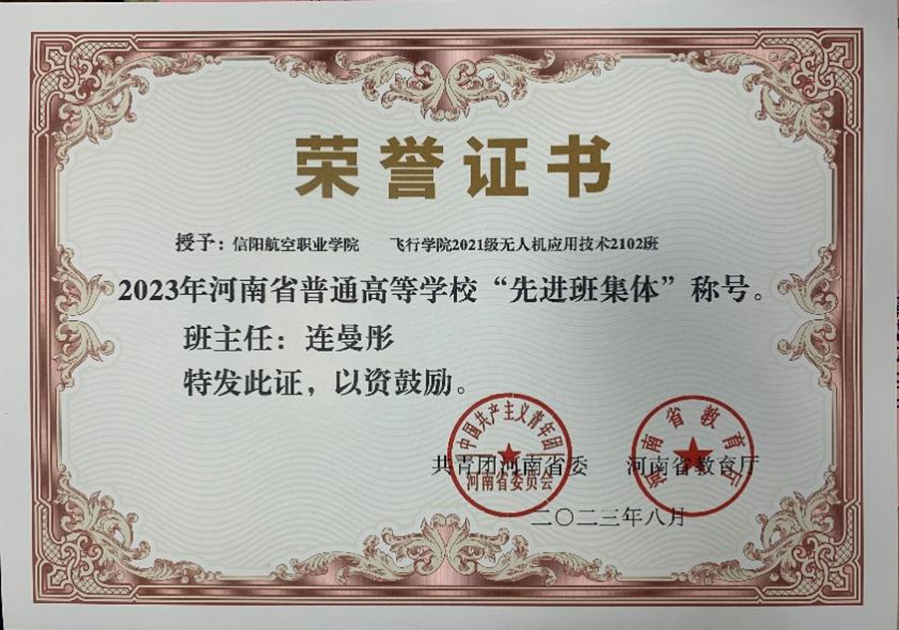 荣誉证书
授予：信阳航空职业学院 飞行学院2021级无人机应用技术2102班
2023年河南省普通高等学校“先进班集体”称号。
班主任：连曼彤
特发此证，以资鼓励。
中国共产主义青年团
河南省委员会
河南省教育厅
共青团河南省委 河南省教育厅
二〇二三年八月